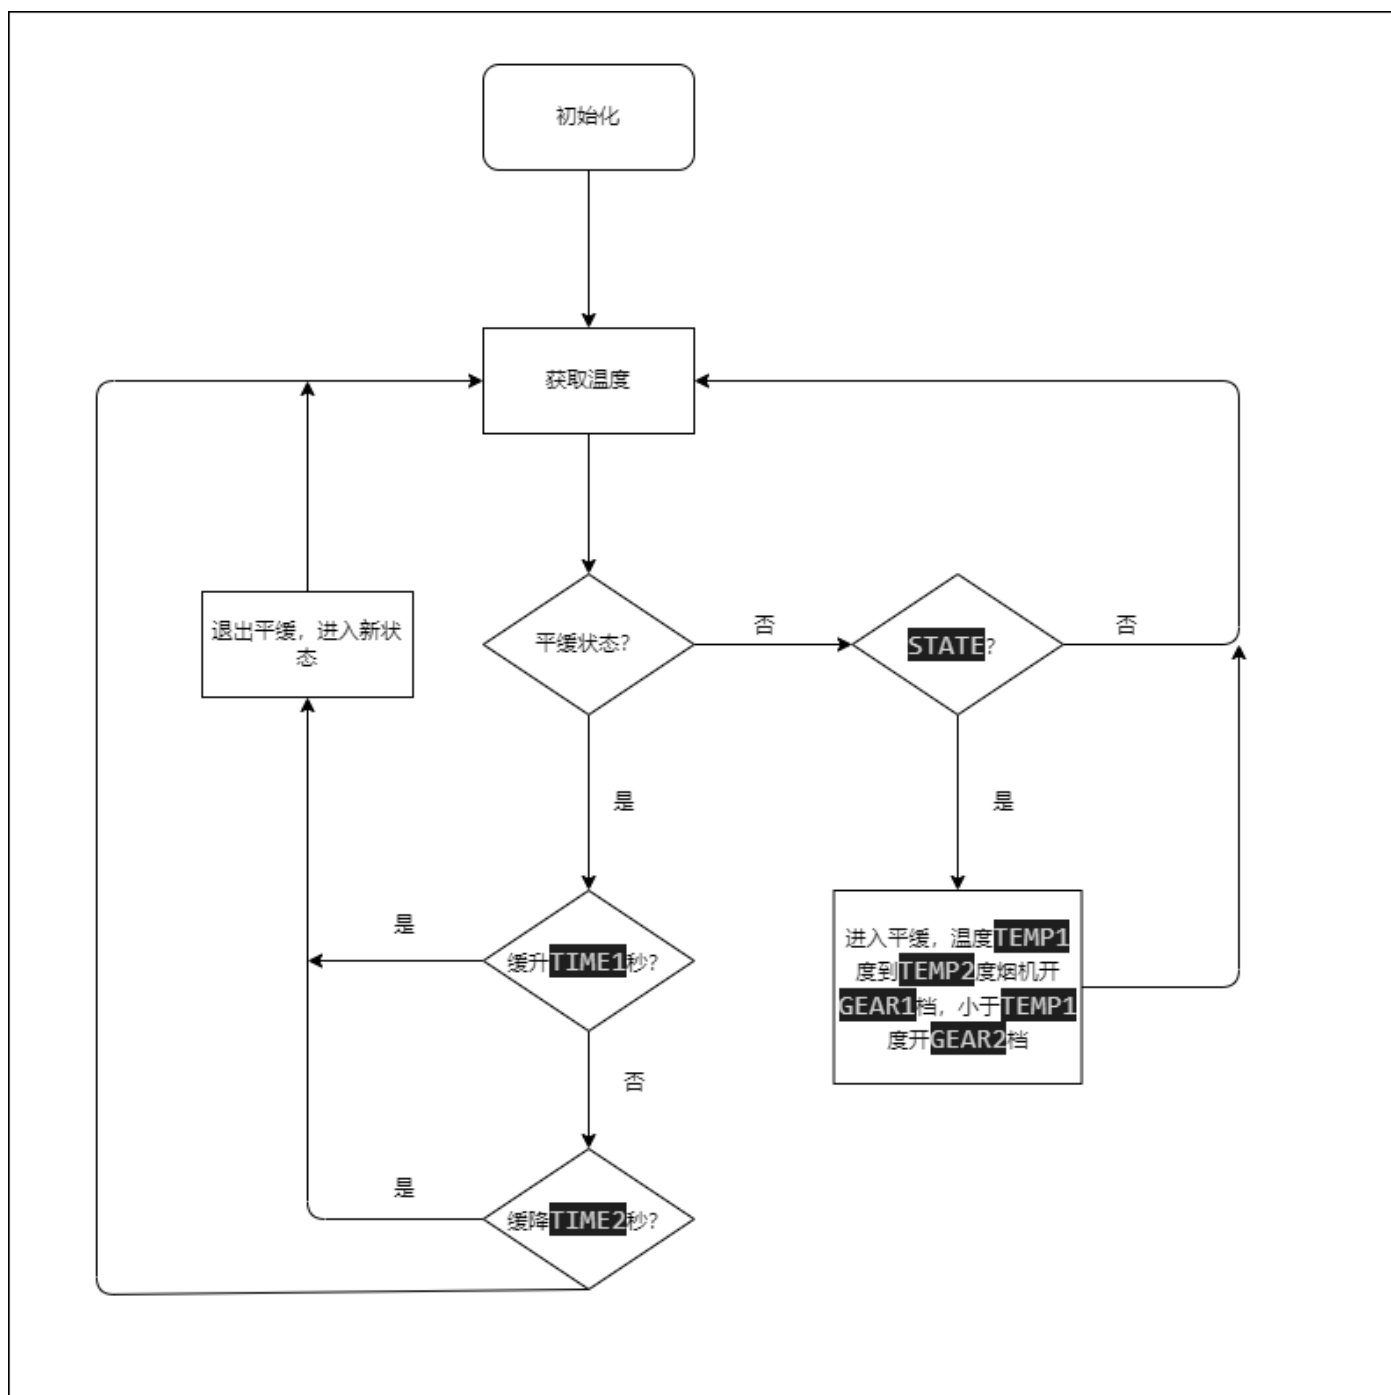 初始化
获取温度
退出平缓，进入新状
态
平缓状态？
否
STATE?
否
是
是
是
缓升TIME1秒？
进入平缓，温度TEMP1
度到TEMP2度烟机开
GEAR1档，小于TEMP1
度开GEAR2档
否
是
缓降TIME2秒？